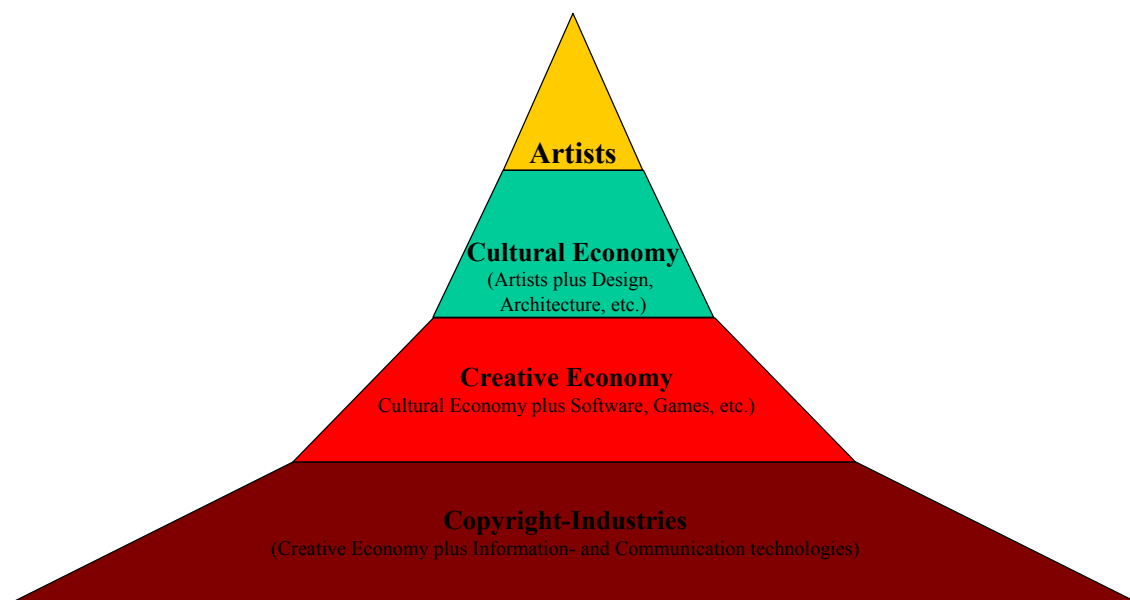 Artists
Cultural Economy
(Artists plus Design,
Architecture, etc.)
Creative Economy
Cultural Economy plus Software, Games, etc.)
Copyright-Industries
(Creative Economy plus Information- and Communication technologies)